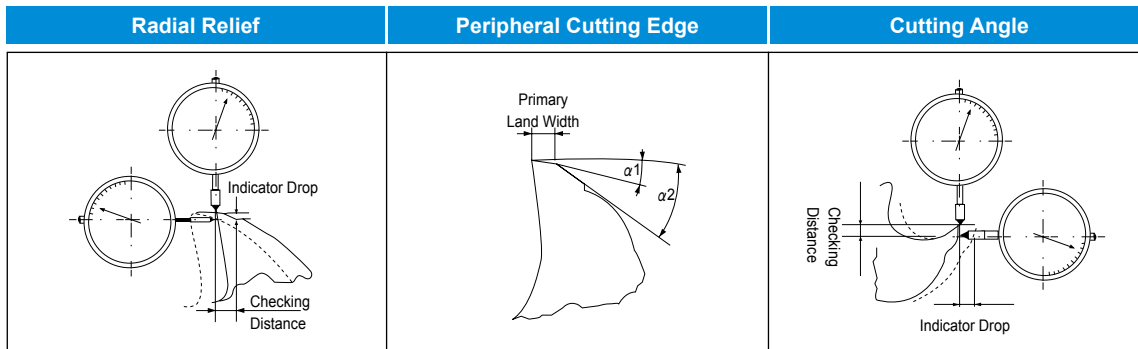 Radial Relief
Peripheral Cutting Edge
Cutting Angle
Indicator Drop
Checking
Distance
Primary
Land Width
α1
α2
Checking
Distance
Indicator Drop